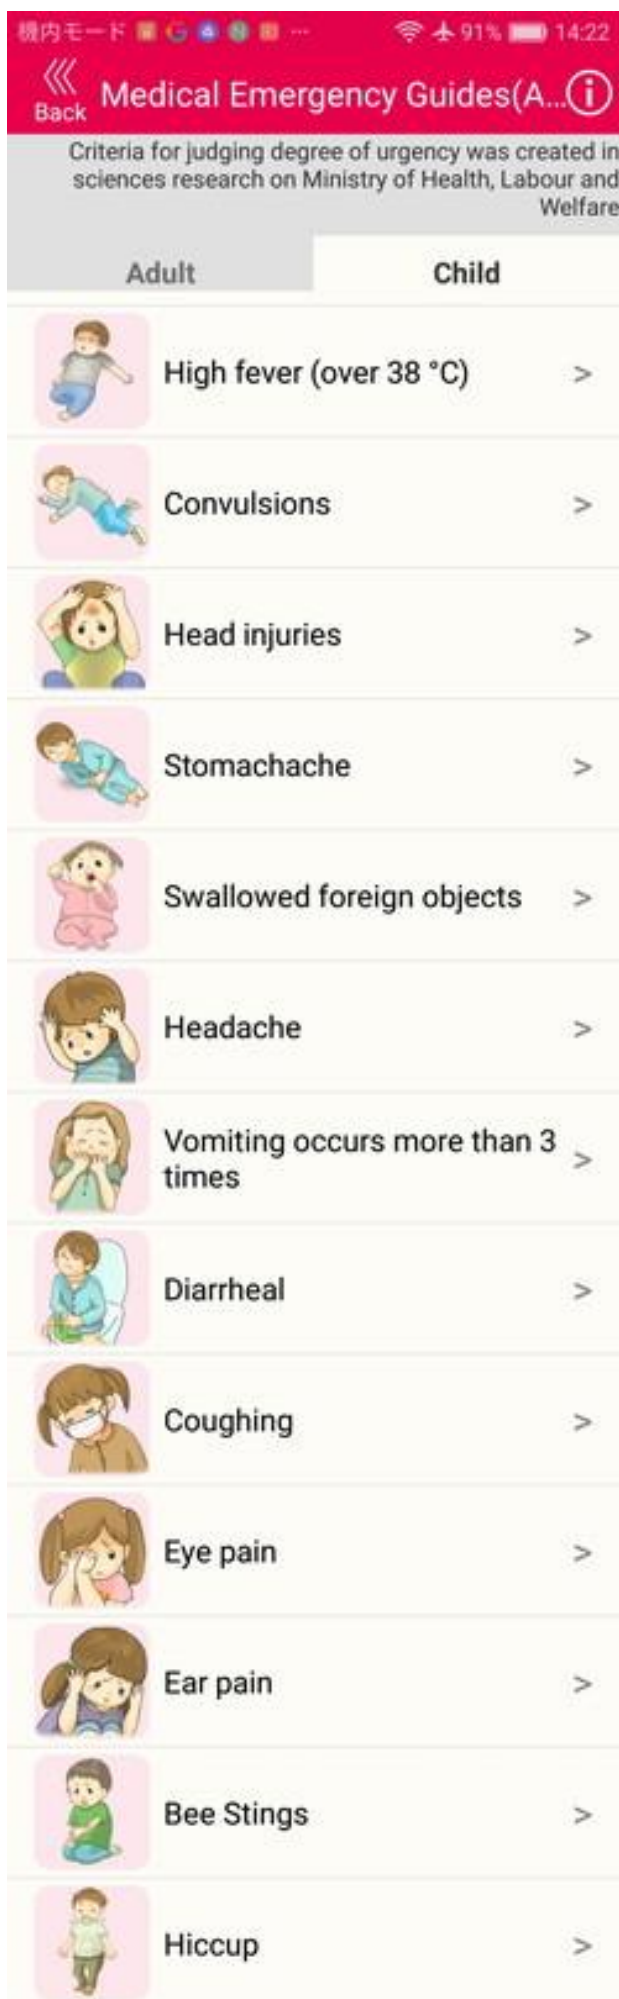 機内モード 91% 14:22
Back Medical Emergency Guides(A...
Criteria for judging degree of urgency was created in
sciences research on Ministry of Health, Labour and
Welfare
Adult Child
High fever (over 38 °C) >
Convulsions >
Head injuries >
Stomachache >
Swallowed foreign objects >
Headache >
Vomiting occurs more than 3
times >
Diarrheal >
Coughing >
Eye pain >
Ear pain >
Bee Stings >
Hiccup >